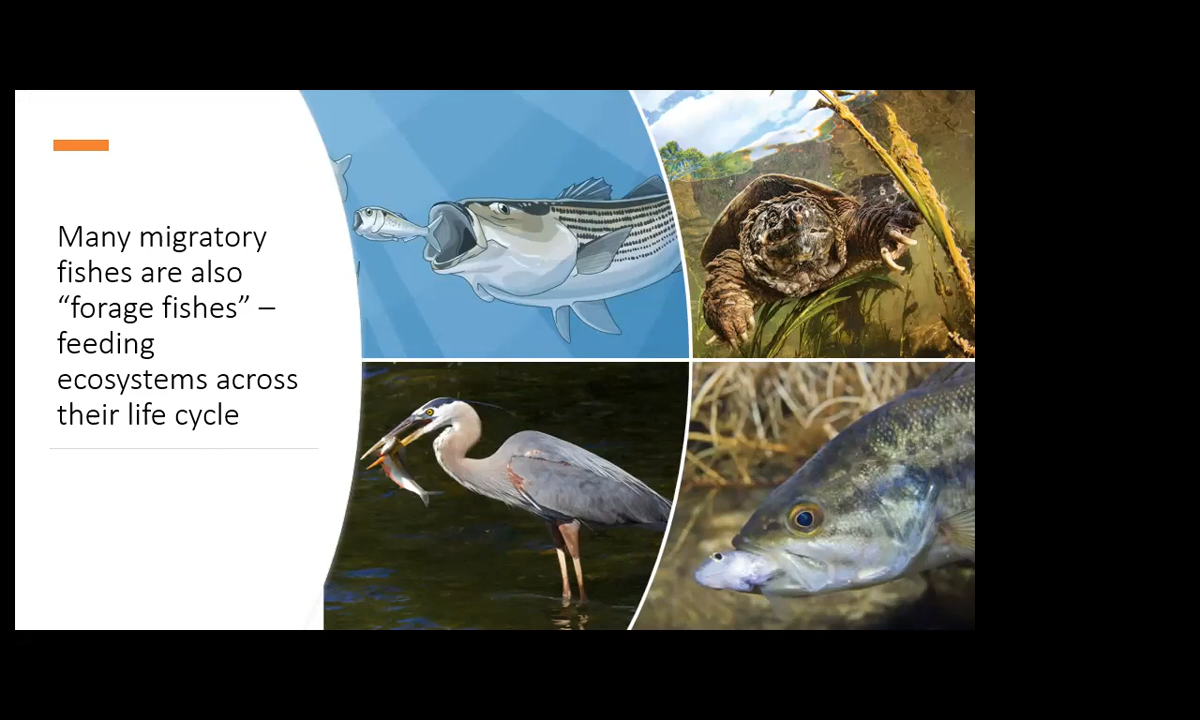 Many migratory
fishes are also
“forage fishes” –
feeding
ecosystems across
their life cycle